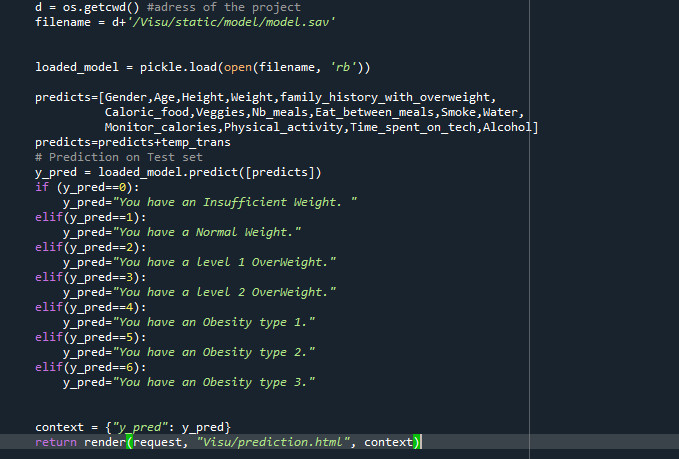 d = os.getcwd() #adress of the project
filename = d+'/Visu/static/model/model.sav'
loaded_model = pickle.load(open(filename, 'rb'))
predicts=[Gender,Age,Height,Weight,family_history_with_overweight,
Caloric_food,Veggies,Nb_meals,Eat_between_meals,Smoke,Water,
Monitor_calories,Physical_activity,Time_spent_on_tech,Alcohol]
predicts=predicts+temp_trans
# Prediction on Test set
y_pred = loaded_model.predict([predicts])
if (y_pred==0):
y_pred="You have an Insufficient Weight. "
elif(y_pred==1):
y_pred="You have a Normal Weight."
elif(y_pred==2):
y_pred="You have a level 1 OverWeight."
elif(y_pred==3):
y_pred="You have a level 2 OverWeight."
elif(y_pred==4):
y_pred="You have an Obesity type 1."
elif(y_pred==5):
y_pred="You have an Obesity type 2."
elif(y_pred==6):
y_pred="You have an Obesity type 3."
context = {"y_pred": y_pred}
return render(request, "Visu/prediction.html", context)